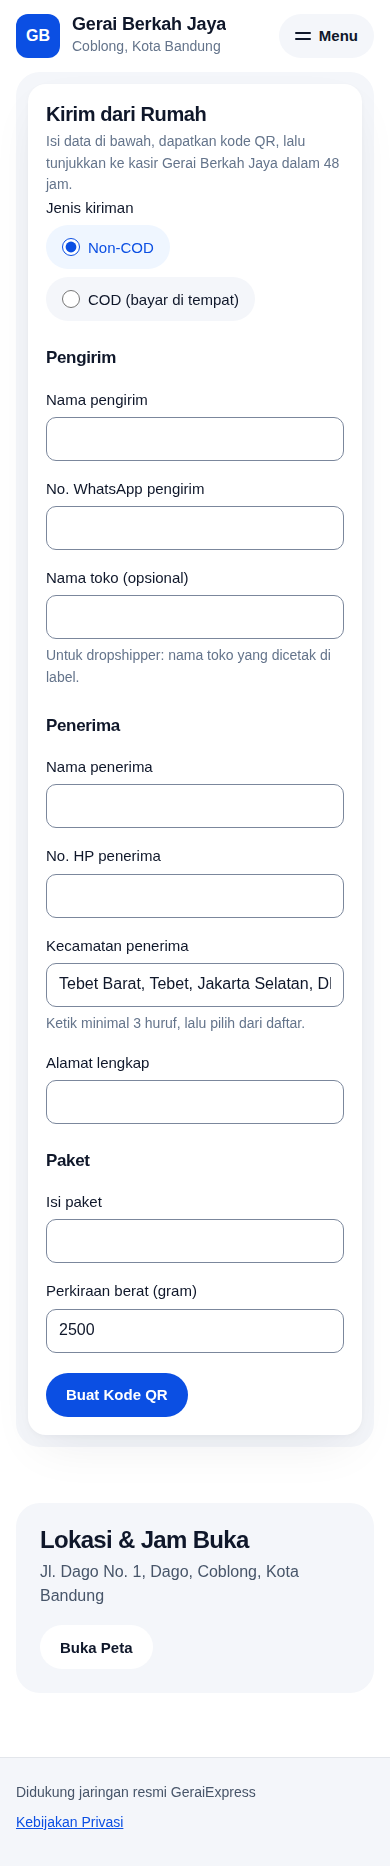 GB
Gerai Berkah Jaya
Coblong, Kota Bandung
Menu
Kirim dari Rumah
Isi data di bawah, dapatkan kode QR, lalu
tunjukkan ke kasir Gerai Berkah Jaya dalam 48
jam.
Jenis kiriman
Non-COD
COD (bayar di tempat)
Pengirim
Nama pengirim
No. WhatsApp pengirim
Nama toko (opsional)
Untuk dropshipper: nama toko yang dicetak di
label.
Penerima
Nama penerima
No. HP penerima
Kecamatan penerima
Tebet Barat, Tebet, Jakarta Selatan, DI
Ketik minimal 3 huruf, lalu pilih dari daftar.
Alamat lengkap
Paket
Isi paket
Perkiraan berat (gram)
2500
Buat Kode QR
Lokasi & Jam Buka
Jl. Dago No. 1, Dago, Coblong, Kota
Bandung
Buka Peta
Didukung jaringan resmi GeraiExpress
Kebijakan Privasi